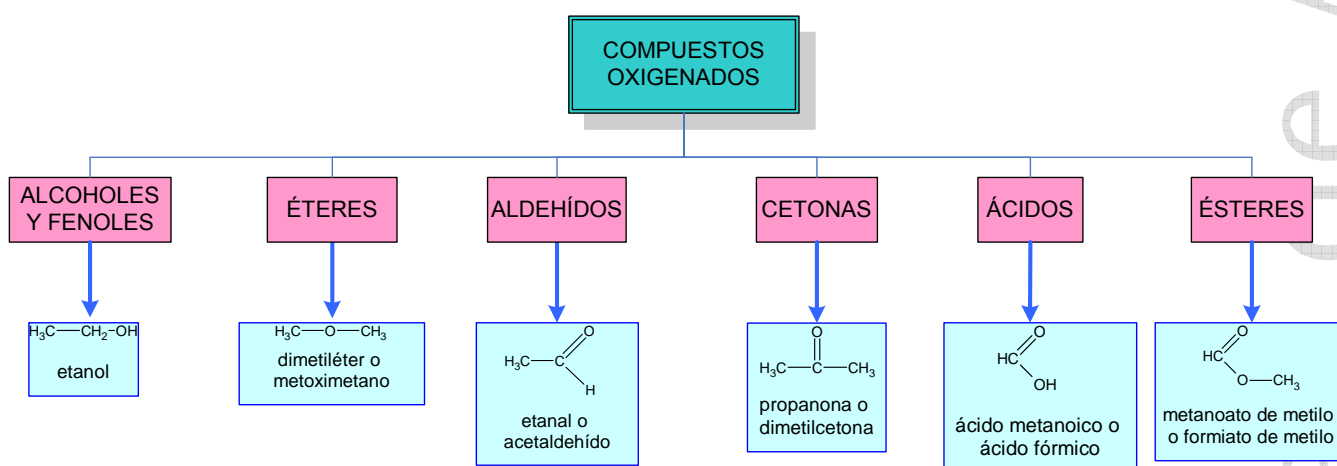 COMPUESTOS
OXIGENADOS
ALCOHOLES
Y FENOLES
ÉTERES
ALDEHÍDOS
CETONAS
ÁCIDOS
ÉSTERES
H₃C—CH₂-OH
etanol
H₃C—O—CH₃
dimetiléter o
metoximetano
O
H₃C—C
H
etanal o
acetaldehído
O
H₃C—C—CH₃
propanona o
dimetilcetona
O
HC
OH
ácido metanoico o
ácido fórmico
O
HC
O—CH₃
metanoato de metilo
o formiato de metilo